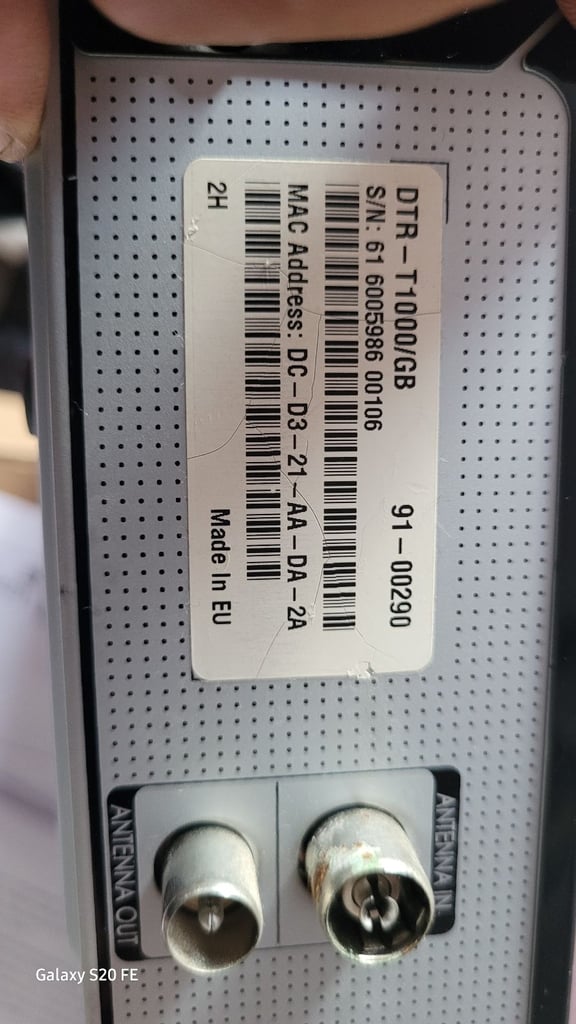 DTR-T1000/GB 91-00290
S/N: 61 6005986 00106
MAC Address: DC-D3-21-AA-DA-2A
2H Made In EU
ANTENNA IN
ANTENNA OUT
Galaxy S20 FE